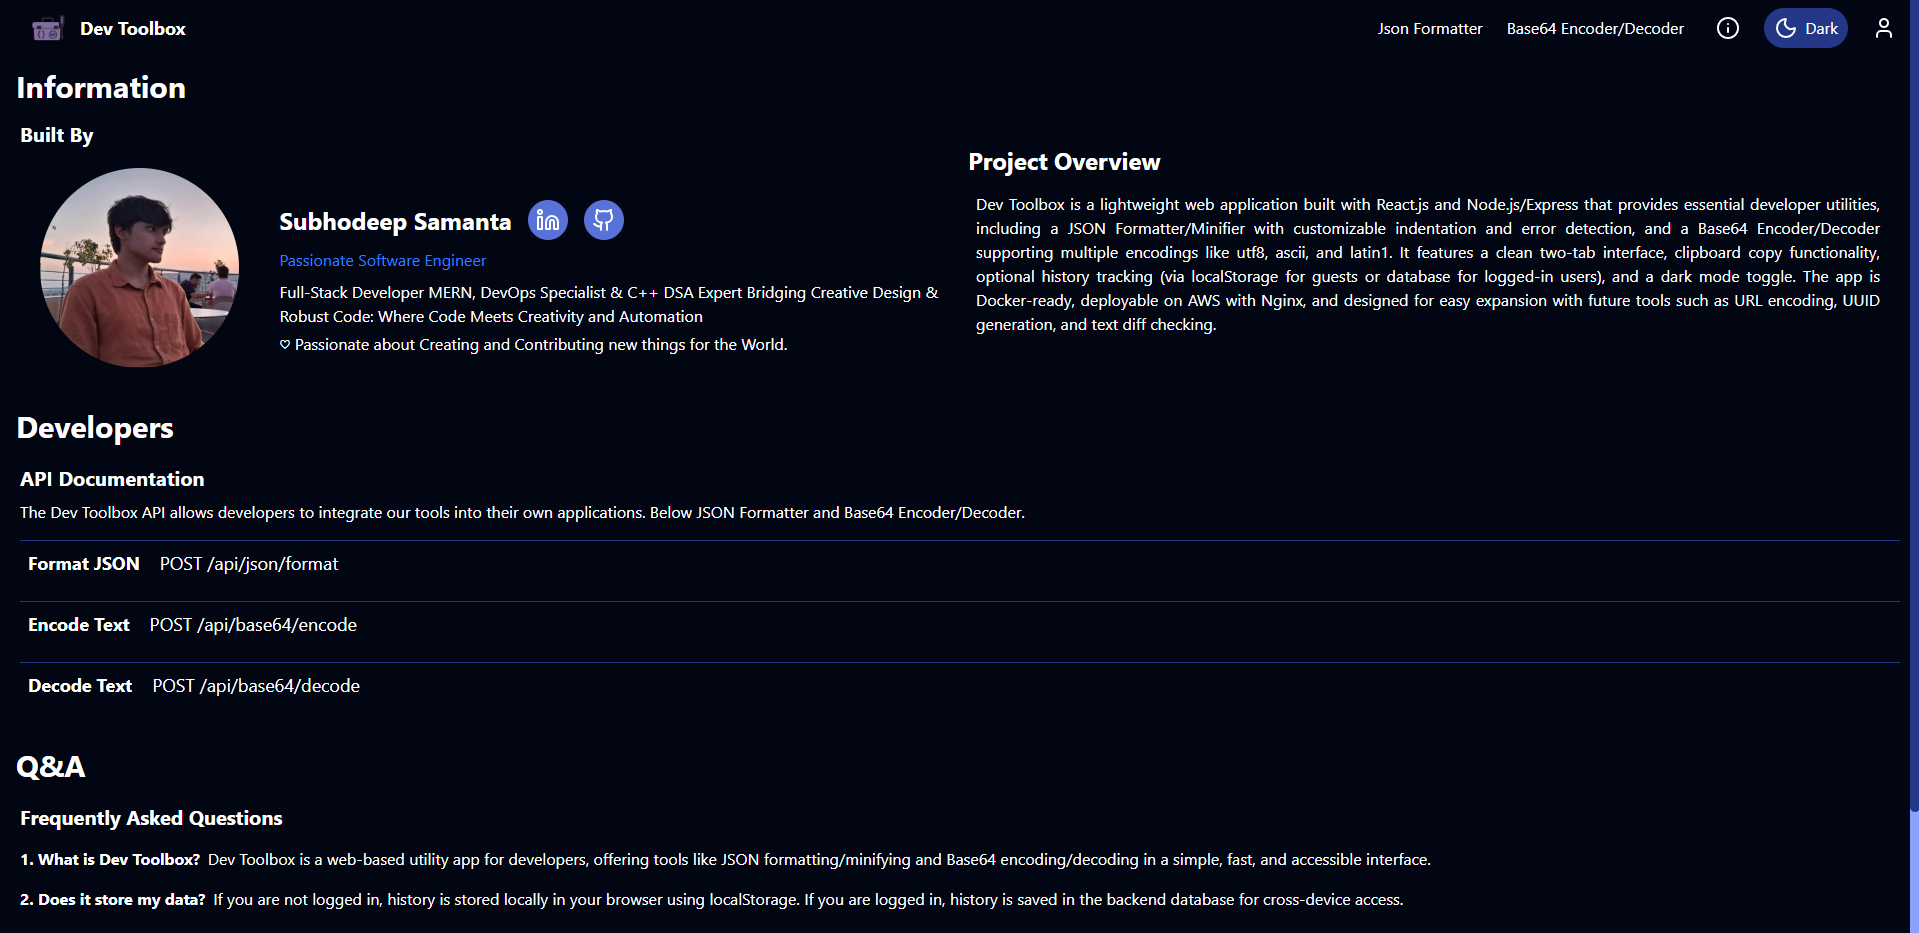 Dev Toolbox
Json Formatter
Base64 Encoder/Decoder
Dark
Information
Built By
Subhodeep Samanta
Passionate Software Engineer
Full-Stack Developer MERN, DevOps Specialist & C++ DSA Expert Bridging Creative Design &
Robust Code: Where Code Meets Creativity and Automation
♡ Passionate about Creating and Contributing new things for the World.
Project Overview
Dev Toolbox is a lightweight web application built with React.js and Node.js/Express that provides essential developer utilities,
including a JSON Formatter/Minifier with customizable indentation and error detection, and a Base64 Encoder/Decoder
supporting multiple encodings like utf8, ascii, and latin1. It features a clean two-tab interface, clipboard copy functionality,
optional history tracking (via localStorage for guests or database for logged-in users), and a dark mode toggle. The app is
Docker-ready, deployable on AWS with Nginx, and designed for easy expansion with future tools such as URL encoding, UUID
generation, and text diff checking.
Developers
API Documentation
The Dev Toolbox API allows developers to integrate our tools into their own applications. Below JSON Formatter and Base64 Encoder/Decoder.
Format JSON POST /api/json/format
Encode Text POST /api/base64/encode
Decode Text POST /api/base64/decode
Q&A
Frequently Asked Questions
1. What is Dev Toolbox? Dev Toolbox is a web-based utility app for developers, offering tools like JSON formatting/minifying and Base64 encoding/decoding in a simple, fast, and accessible interface.
2. Does it store my data? If you are not logged in, history is stored locally in your browser using localStorage. If you are logged in, history is saved in the backend database for cross-device access.